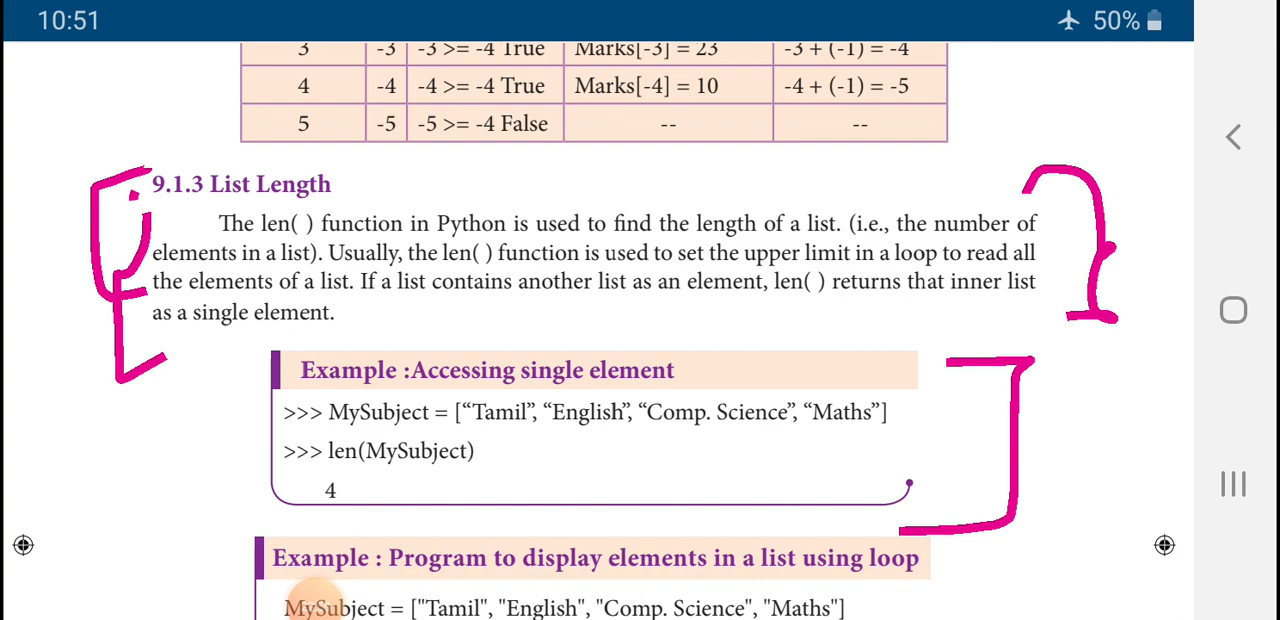 10:51 50%
3 -3 -3 >= -4 True Marks[-3] = 23 -3 + (-1) = -4
4 -4 -4 >= -4 True Marks[-4] = 10 -4 + (-1) = -5
5 -5 -5 >= -4 False -- --
9.1.3 List Length
The len( ) function in Python is used to find the length of a list. (i.e., the number of
elements in a list). Usually, the len( ) function is used to set the upper limit in a loop to read all
the elements of a list. If a list contains another list as an element, len( ) returns that inner list
as a single element.
Example :Accessing single element
>>> MySubject = [“Tamil”, “English”, “Comp. Science”, “Maths”]
>>> len(MySubject)
4
Example : Program to display elements in a list using loop
MySubject = ["Tamil", "English", "Comp. Science", "Maths"]